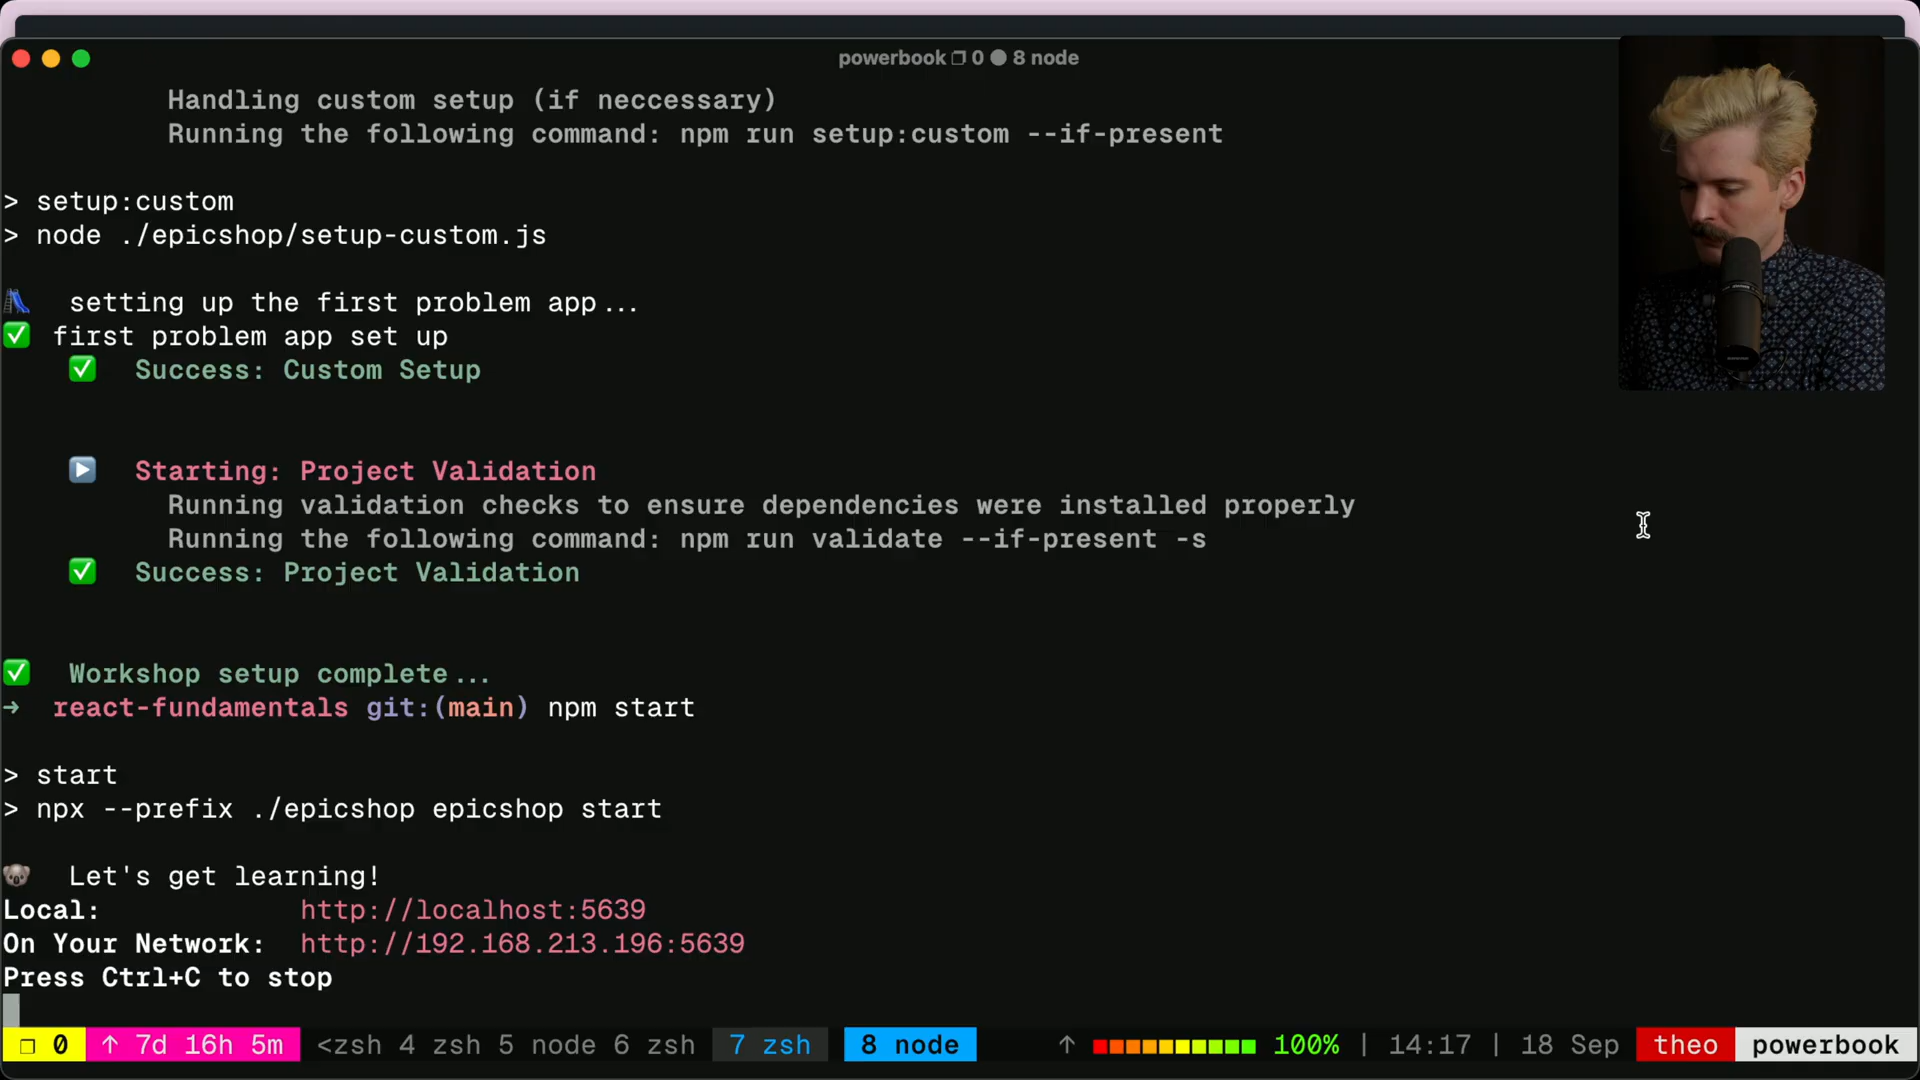 powerbook 0 8 node
Handling custom setup (if neccessary)
Running the following command: npm run setup:custom --if-present
> setup:custom
> node ./epicshop/setup-custom.js
setting up the first problem app...
first problem app set up
Success: Custom Setup
Starting: Project Validation
Running validation checks to ensure dependencies were installed properly
Running the following command: npm run validate --if-present -s
Success: Project Validation
Workshop setup complete...
→ react-fundamentals git:(main) npm start
> start
> npx --prefix ./epicshop epicshop start
Let's get learning!
Local: http://localhost:5639
On Your Network: http://192.168.213.196:5639
Press Ctrl+C to stop
0 ↑ 7d 16h 5m <zsh 4 zsh 5 node 6 zsh 7 zsh 8 node ↑ 100% | 14:17 | 18 Sep theo powerbook